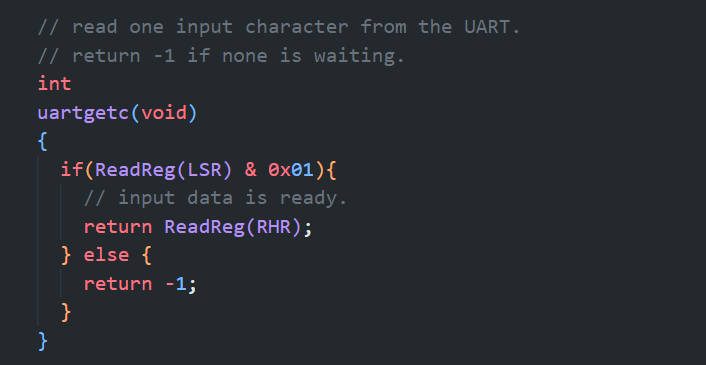 // read one input character from the UART.
// return -1 if none is waiting.
int
uartgetc(void)
{
  if(ReadReg(LSR) & 0x01){
    // input data is ready.
    return ReadReg(RHR);
  } else {
    return -1;
  }
}